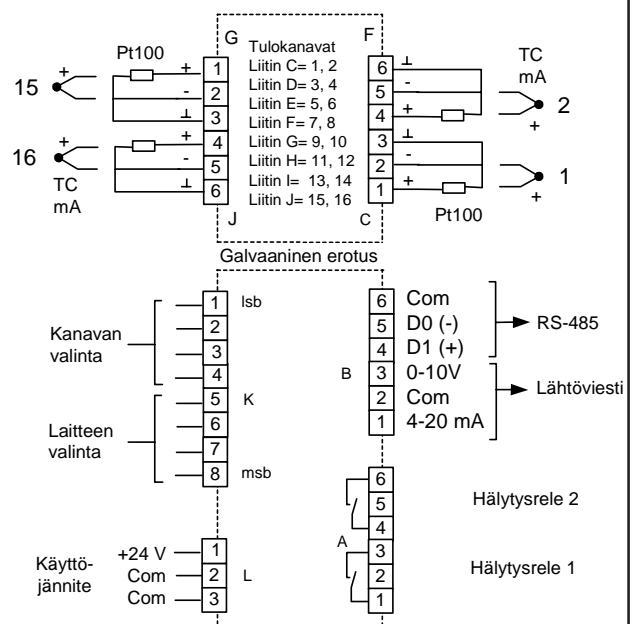 G
F
Tulokanavat
Liitin C= 1, 2
Liitin D= 3, 4
Liitin E= 5, 6
Liitin F= 7, 8
Liitin G= 9, 10
Liitin H= 11, 12
Liitin I= 13, 14
Liitin J= 15, 16
Pt100
15
+
+
1
-
2
⊥
3
16
+
+
4
-
5
⊥
6
TC
mA
J
6
⊥
5
-
4
+
TC
mA
2
+
3
⊥
2
-
1
+
1
+
Pt100
C
Galvaaninen erotus
Kanavan
valinta
1
lsb
2
3
4
Laitteen
valinta
5
K
6
7
8
msb
B
6
Com
5
D0 (-)
4
D1 (+)
RS-485
3
0-10V
2
Com
1
4-20 mA
Lähtöviesti
A
6
5
4
Hälytysrele 2
3
2
1
Hälytysrele 1
Käyttö-
jännite
+24 V
1
Com
2
L
Com
3